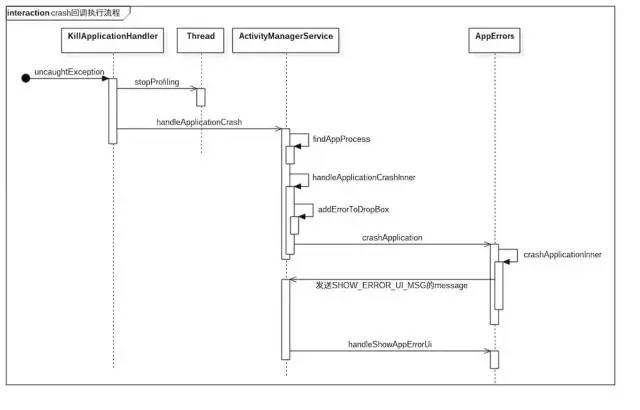 interaction crash回调执行流程
KillApplicationHandler
Thread
ActivityManagerService
AppErrors
uncaughtException
stopProfiling
handleApplicationCrash
findAppProcess
handleApplicationCrashInner
addErrorToDropBox
crashApplication
crashApplicationInner
发送SHOW_ERROR_UI_MSG的message
handleShowAppErrorUi